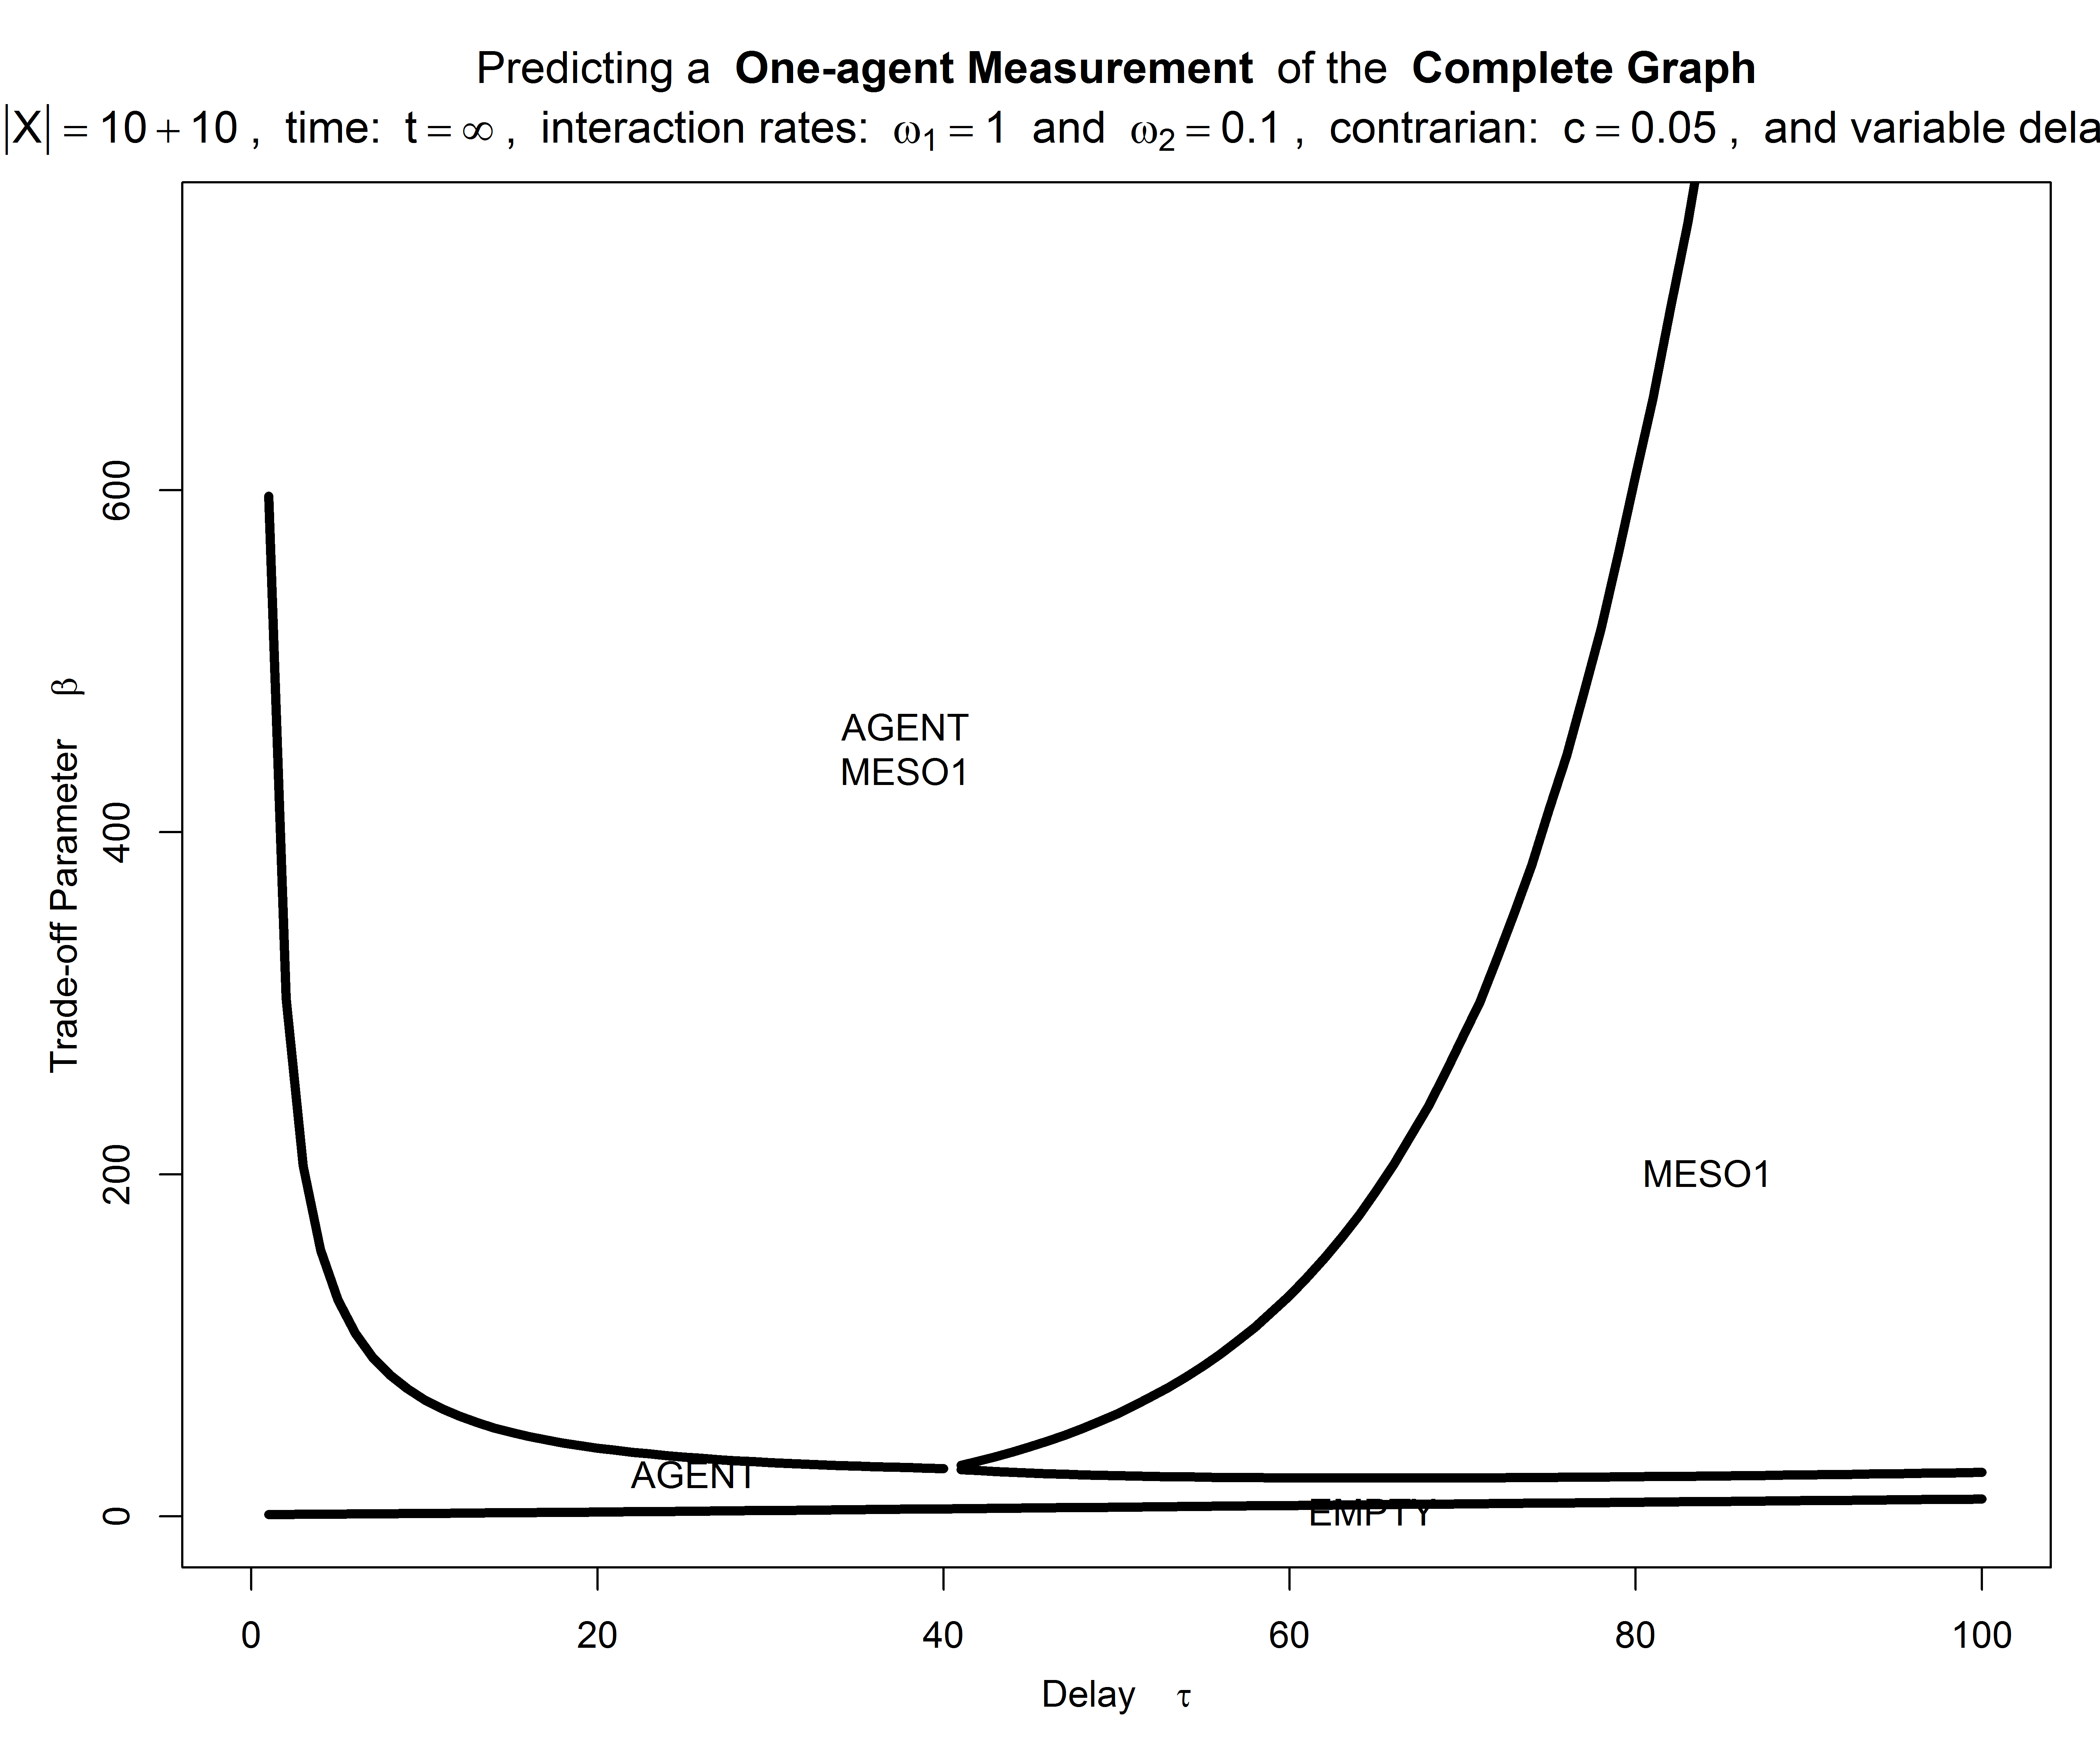 Predicting a One-agent Measurement of the Complete Graph
|X| = 10 + 10 , time: t = ∞ , interaction rates: ω₁ = 1 and ω₂ = 0.1 , contrarian: c = 0.05 , and variable dela
600
400
200
0
Trade-off Parameter β
AGENT
MESO1
MESO1
AGENT
EMPTY
0 20 40 60 80 100
Delay τ